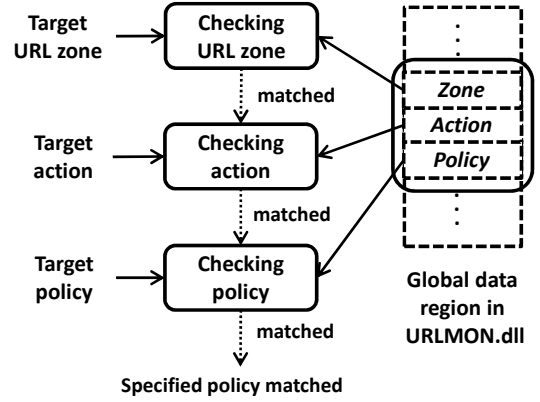 Target
URL zone
Checking
URL zone
matched
Target
action
Checking
action
matched
Target
policy
Checking
policy
matched
Specified policy matched
Zone
Action
Policy
Global data
region in
URLMON.dll